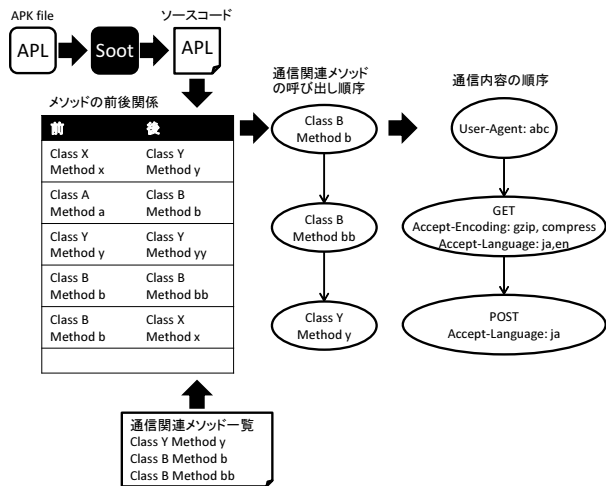 APK file
ソースコード
APL
Soot
APL
メソッドの前後関係
前 後
Class X Class Y
Method x Method y
Class A Class B
Method a Method b
Class Y Class Y
Method y Method yy
Class B Class B
Method b Method bb
Class B Class X
Method b Method x
通信関連メソッド一覧
Class Y Method y
Class B Method b
Class B Method bb
通信関連メソッド
の呼び出し順序
Class B
Method b
Class B
Method bb
Class Y
Method y
通信内容の順序
User-Agent: abc
GET
Accept-Encoding: gzip, compress
Accept-Language: ja,en
POST
Accept-Language: ja